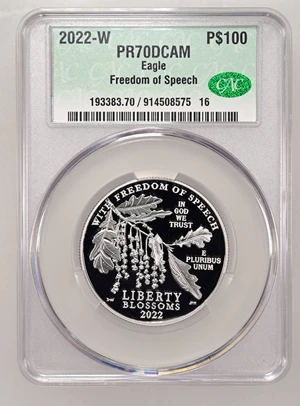 2022-W
P$100
PR70DCAM
Eagle
Freedom of Speech
CAC
193383.70 / 914508575 16
WITH FREEDOM OF SPEECH
IN
GOD
WE
TRUST
E
PLURIBUS
UNUM
LIBERTY
BLOSSOMS
2022